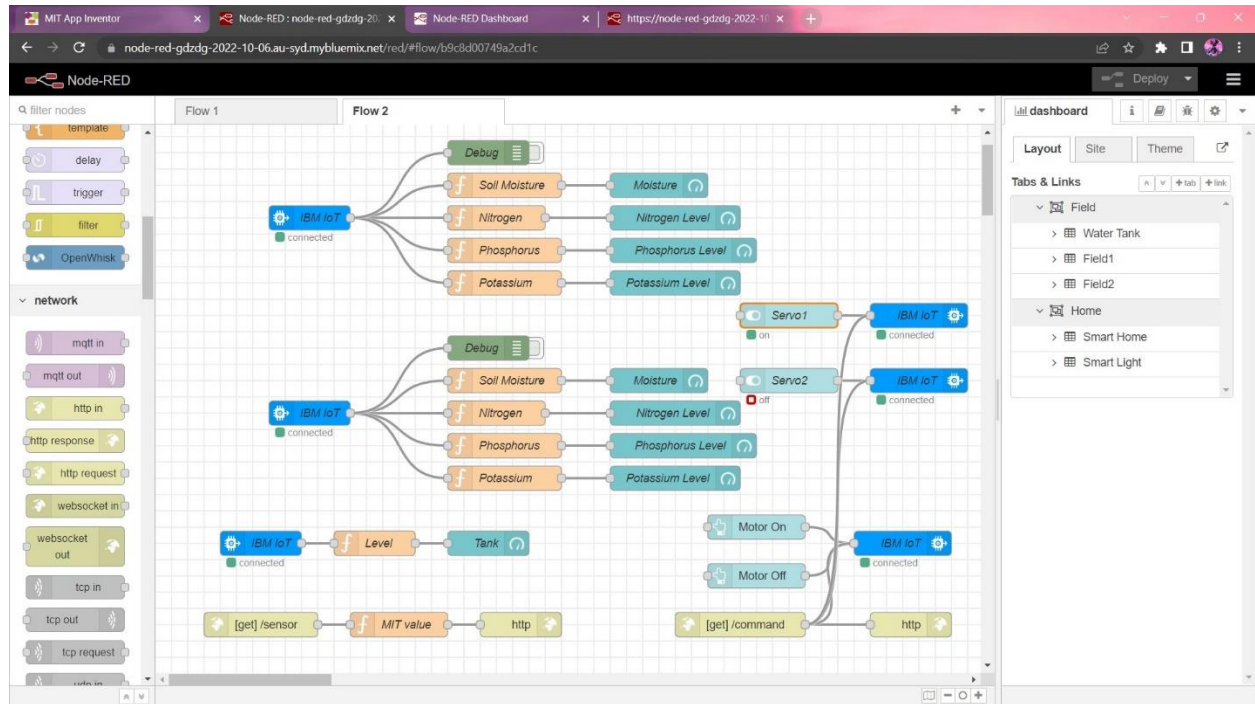 MIT App Inventor
Node-RED : node-red-gdzdg-20
Node-RED Dashboard
https://node-red-gdzdg-2022-10
node-red-gdzdg-2022-10-06.au-syd.mybluemix.net/red/#flow/b9c8d00749a2cd1c
Node-RED
Deploy
filter nodes
Flow 1
Flow 2
dashboard
template
delay
trigger
filter
OpenWhisk
network
mqtt in
mqtt out
http in
http response
http request
websocket in
websocket
out
tcp in
tcp out
tcp request
udp in
Debug
Soil Moisture
Moisture
IBM IoT
connected
Nitrogen
Nitrogen Level
Phosphorus
Phosphorus Level
Potassium
Potassium Level
Servo1
on
IBM IoT
connected
Debug
Soil Moisture
Moisture
Servo2
off
IBM IoT
connected
IBM IoT
connected
Nitrogen
Nitrogen Level
Phosphorus
Phosphorus Level
Potassium
Potassium Level
Motor On
IBM IoT
connected
Level
Tank
IBM IoT
connected
Motor Off
[get] /sensor
MIT value
http
[get] /command
http
Layout
Site
Theme
Tabs & Links
+tab
+link
Field
Water Tank
Field1
Field2
Home
Smart Home
Smart Light